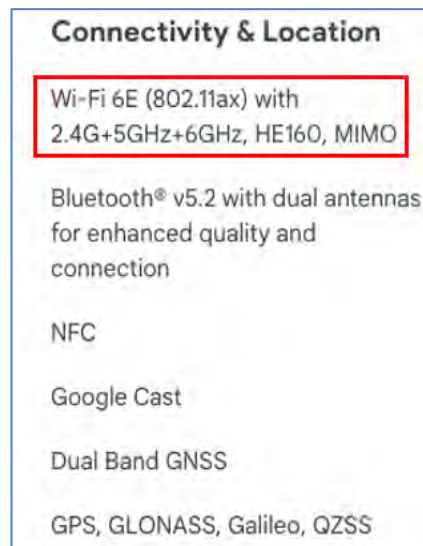 Connectivity & Location
Wi-Fi 6E (802.11ax) with
2.4G+5GHz+6GHz, HE160, MIMO
Bluetooth® v5.2 with dual antennas
for enhanced quality and
connection
NFC
Google Cast
Dual Band GNSS
GPS, GLONASS, Galileo, QZSS